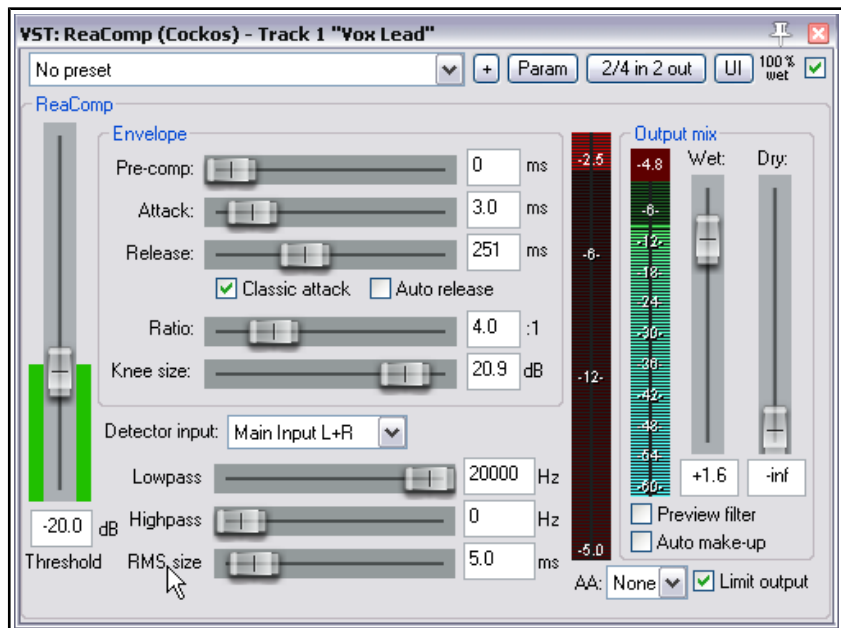 VST: ReaComp (Cockos) - Track 1 "Vox Lead"
No preset + Param 2/4 in 2 out UI 100% wet
ReaComp
Envelope
Pre-comp: 0 ms
Attack: 3.0 ms
Release: 251 ms
Classic attack Auto release
Ratio: 4.0 :1
Knee size: 20.9 dB
Detector input: Main Input L+R
Lowpass 20000 Hz
Highpass 0 Hz
RMS size 5.0 ms
-20.0 dB
Threshold
-2.5
-6-
-12-
-5.0
AA: None Limit output
Output mix
Wet: Dry:
-4.8
-6-
-12-
-18-
-24-
-30-
-36-
-42-
-48-
-54-
-60-
+1.6 -inf
Preview filter
Auto make-up